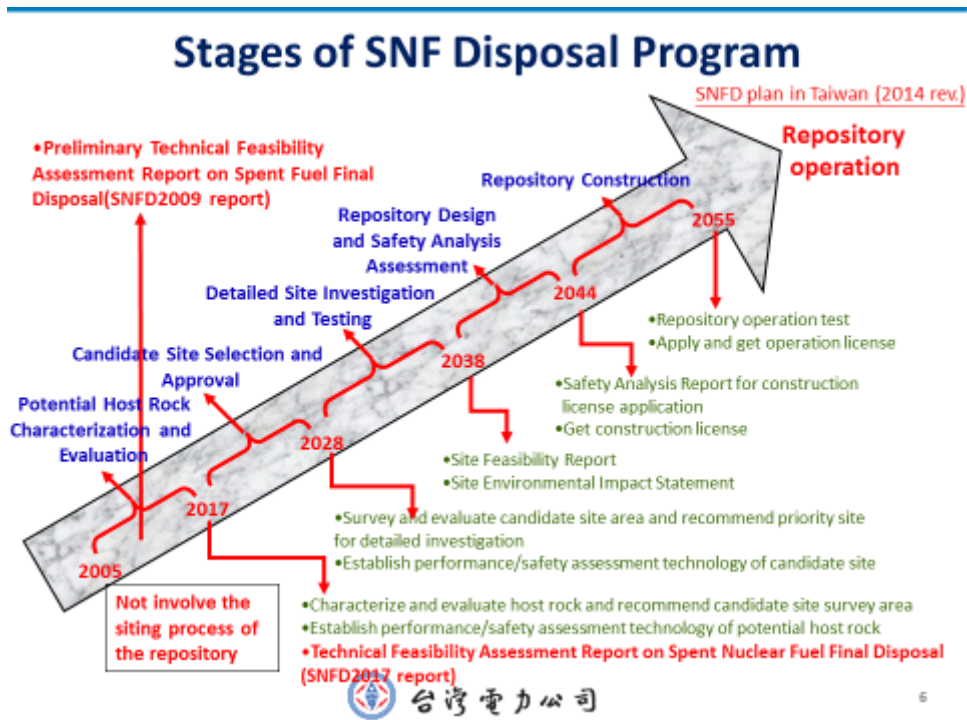 Stages of SNF Disposal Program
SNFD plan in Taiwan (2014 rev.)
Repository
operation
•Preliminary Technical Feasibility
Assessment Report on Spent Fuel Final
Disposal(SNFD2009 report)
Repository Construction
Repository Design
and Safety Analysis
Assessment
Detailed Site Investigation
and Testing
Candidate Site Selection and
Approval
Potential Host Rock
Characterization and
Evaluation
2055
2044
2038
2028
2017
2005
•Repository operation test
•Apply and get operation license
•Safety Analysis Report for construction
license application
•Get construction license
•Site Feasibility Report
•Site Environmental Impact Statement
•Survey and evaluate candidate site area and recommend priority site
for detailed investigation
•Establish performance/safety assessment technology of candidate site
Not involve the
siting process of
the repository
•Characterize and evaluate host rock and recommend candidate site survey area
•Establish performance/safety assessment technology of potential host rock
•Technical Feasibility Assessment Report on Spent Nuclear Fuel Final Disposal
(SNFD2017 report)
台灣電力公司
6